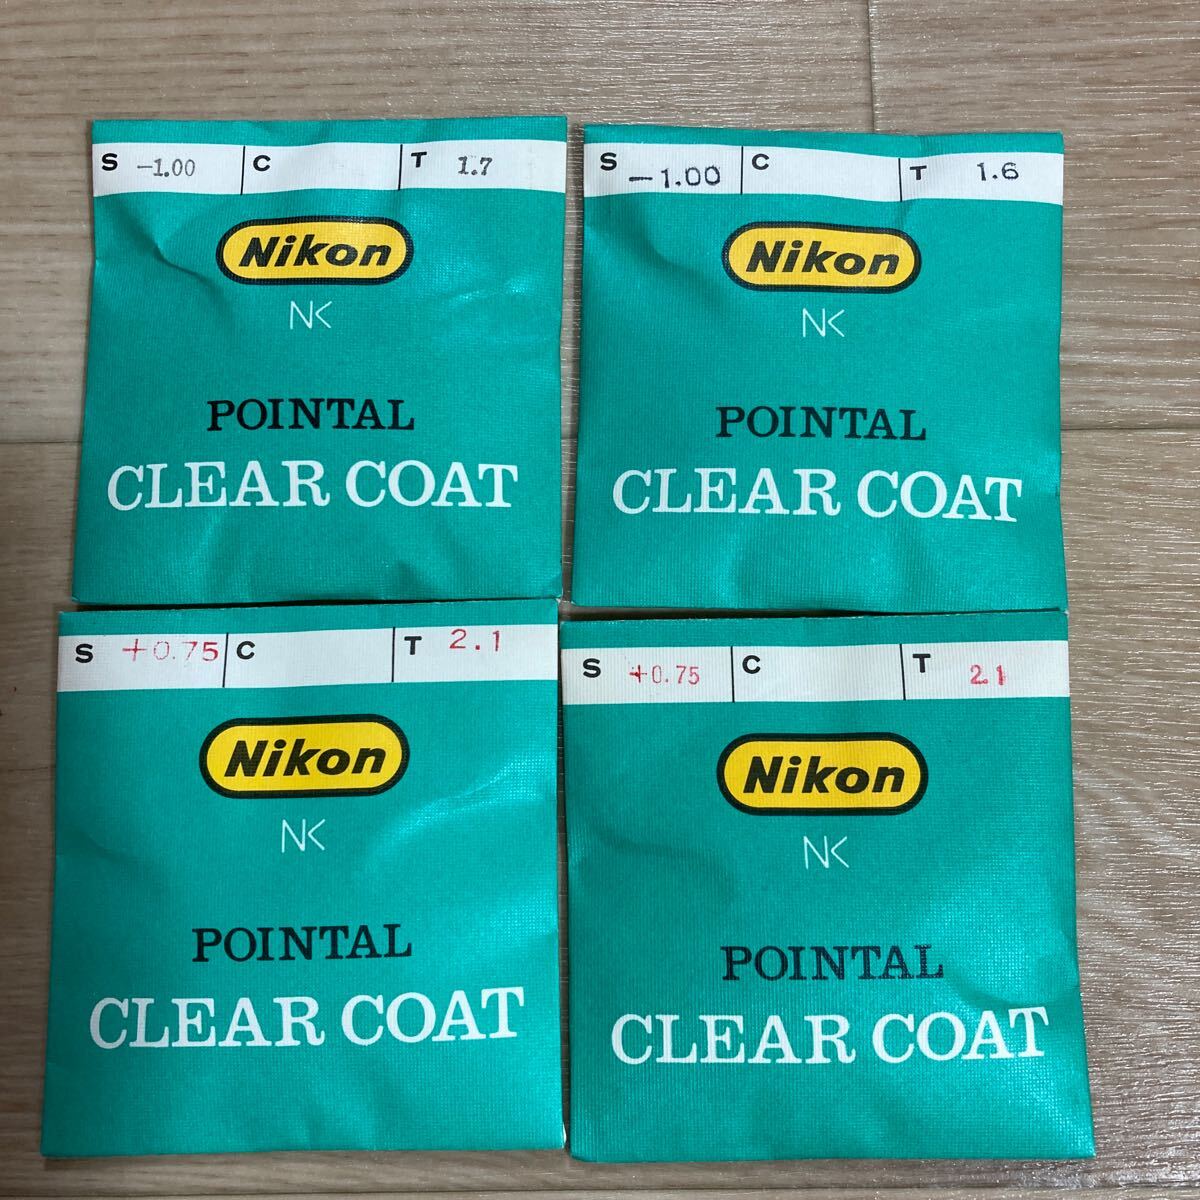 S -1.00 C T 1.7
Nikon
NK
POINTAL
CLEAR COAT
S -1.00 C T 1.6
Nikon
NK
POINTAL
CLEAR COAT
S +0.75 C T 2.1
Nikon
NK
POINTAL
CLEAR COAT
S +0.75 C T 2.1
Nikon
NK
POINTAL
CLEAR COAT